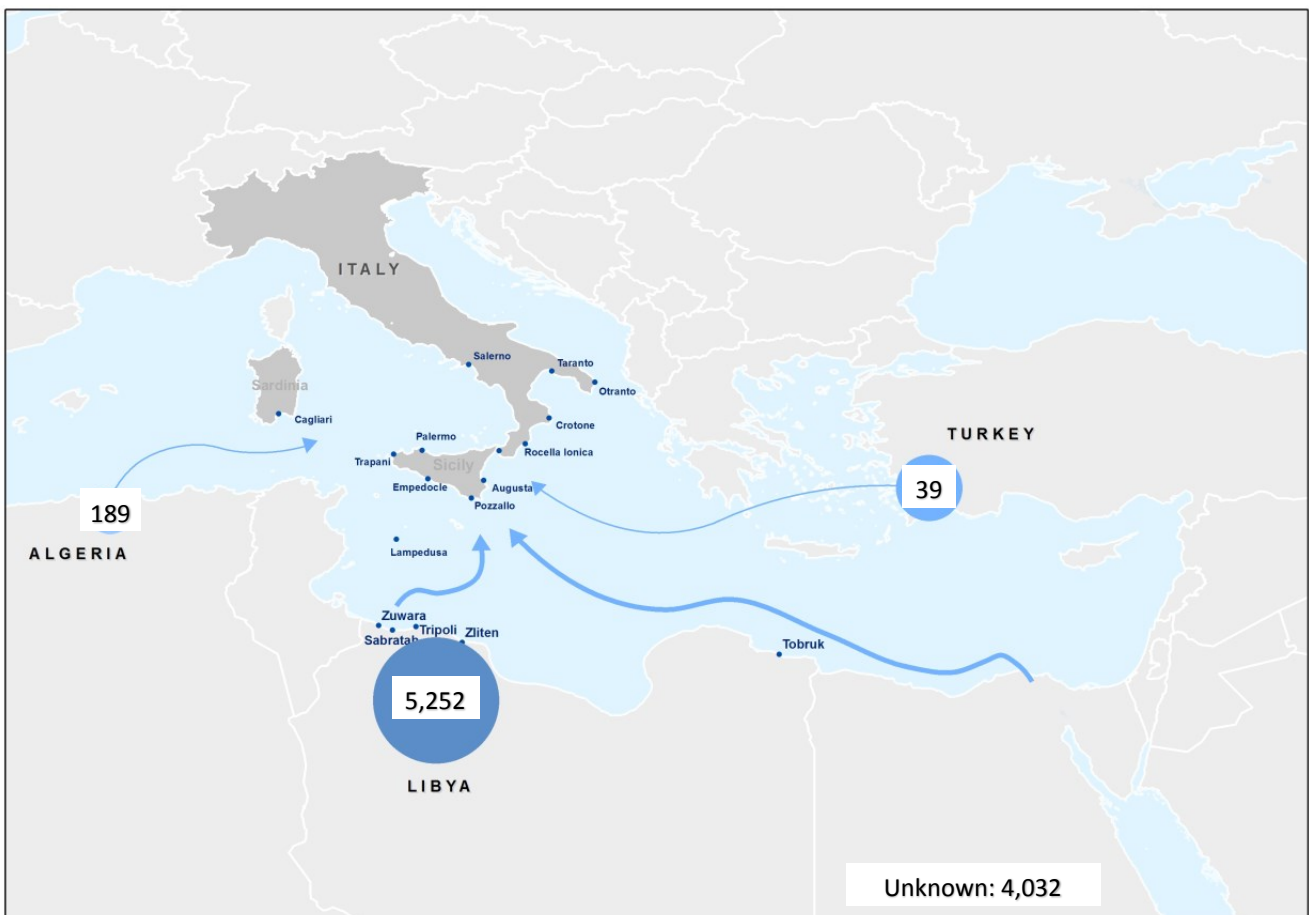 ITALY
Salerno
Taranto
Otranto
Sardinia
Cagliari
Crotone
Palermo
Rocella Ionica
TURKEY
Trapani
Sicily
Empedocle
Augusta
Pozzallo
39
189
ALGERIA
Lampedusa
Zuwara
Sabratah
Tripoli
Zliten
Tobruk
5,252
LIBYA
Unknown: 4,032